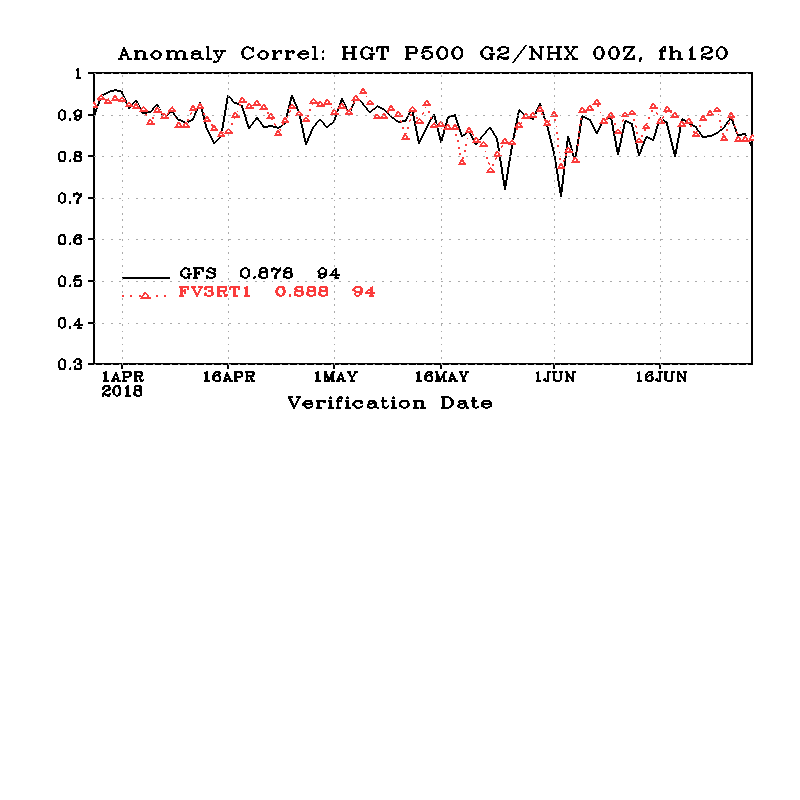 Anomaly Correl: HGT P500 G2/NHX 00Z, fh120
1
0.9
0.8
0.7
0.6
0.5
0.4
0.3
GFS 0.878 94
FV3RT1 0.888 94
1APR 16APR 1MAY 16MAY 1JUN 16JUN
2018
Verification Date